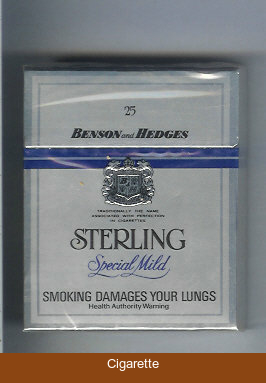 25
BENSON and HEDGES
TRADITIONALLY THE NAME
ASSOCIATED WITH PERFECTION
IN CIGARETTES
STERLING
Special Mild
SMOKING DAMAGES YOUR LUNGS
Health Authority Warning
Cigarette